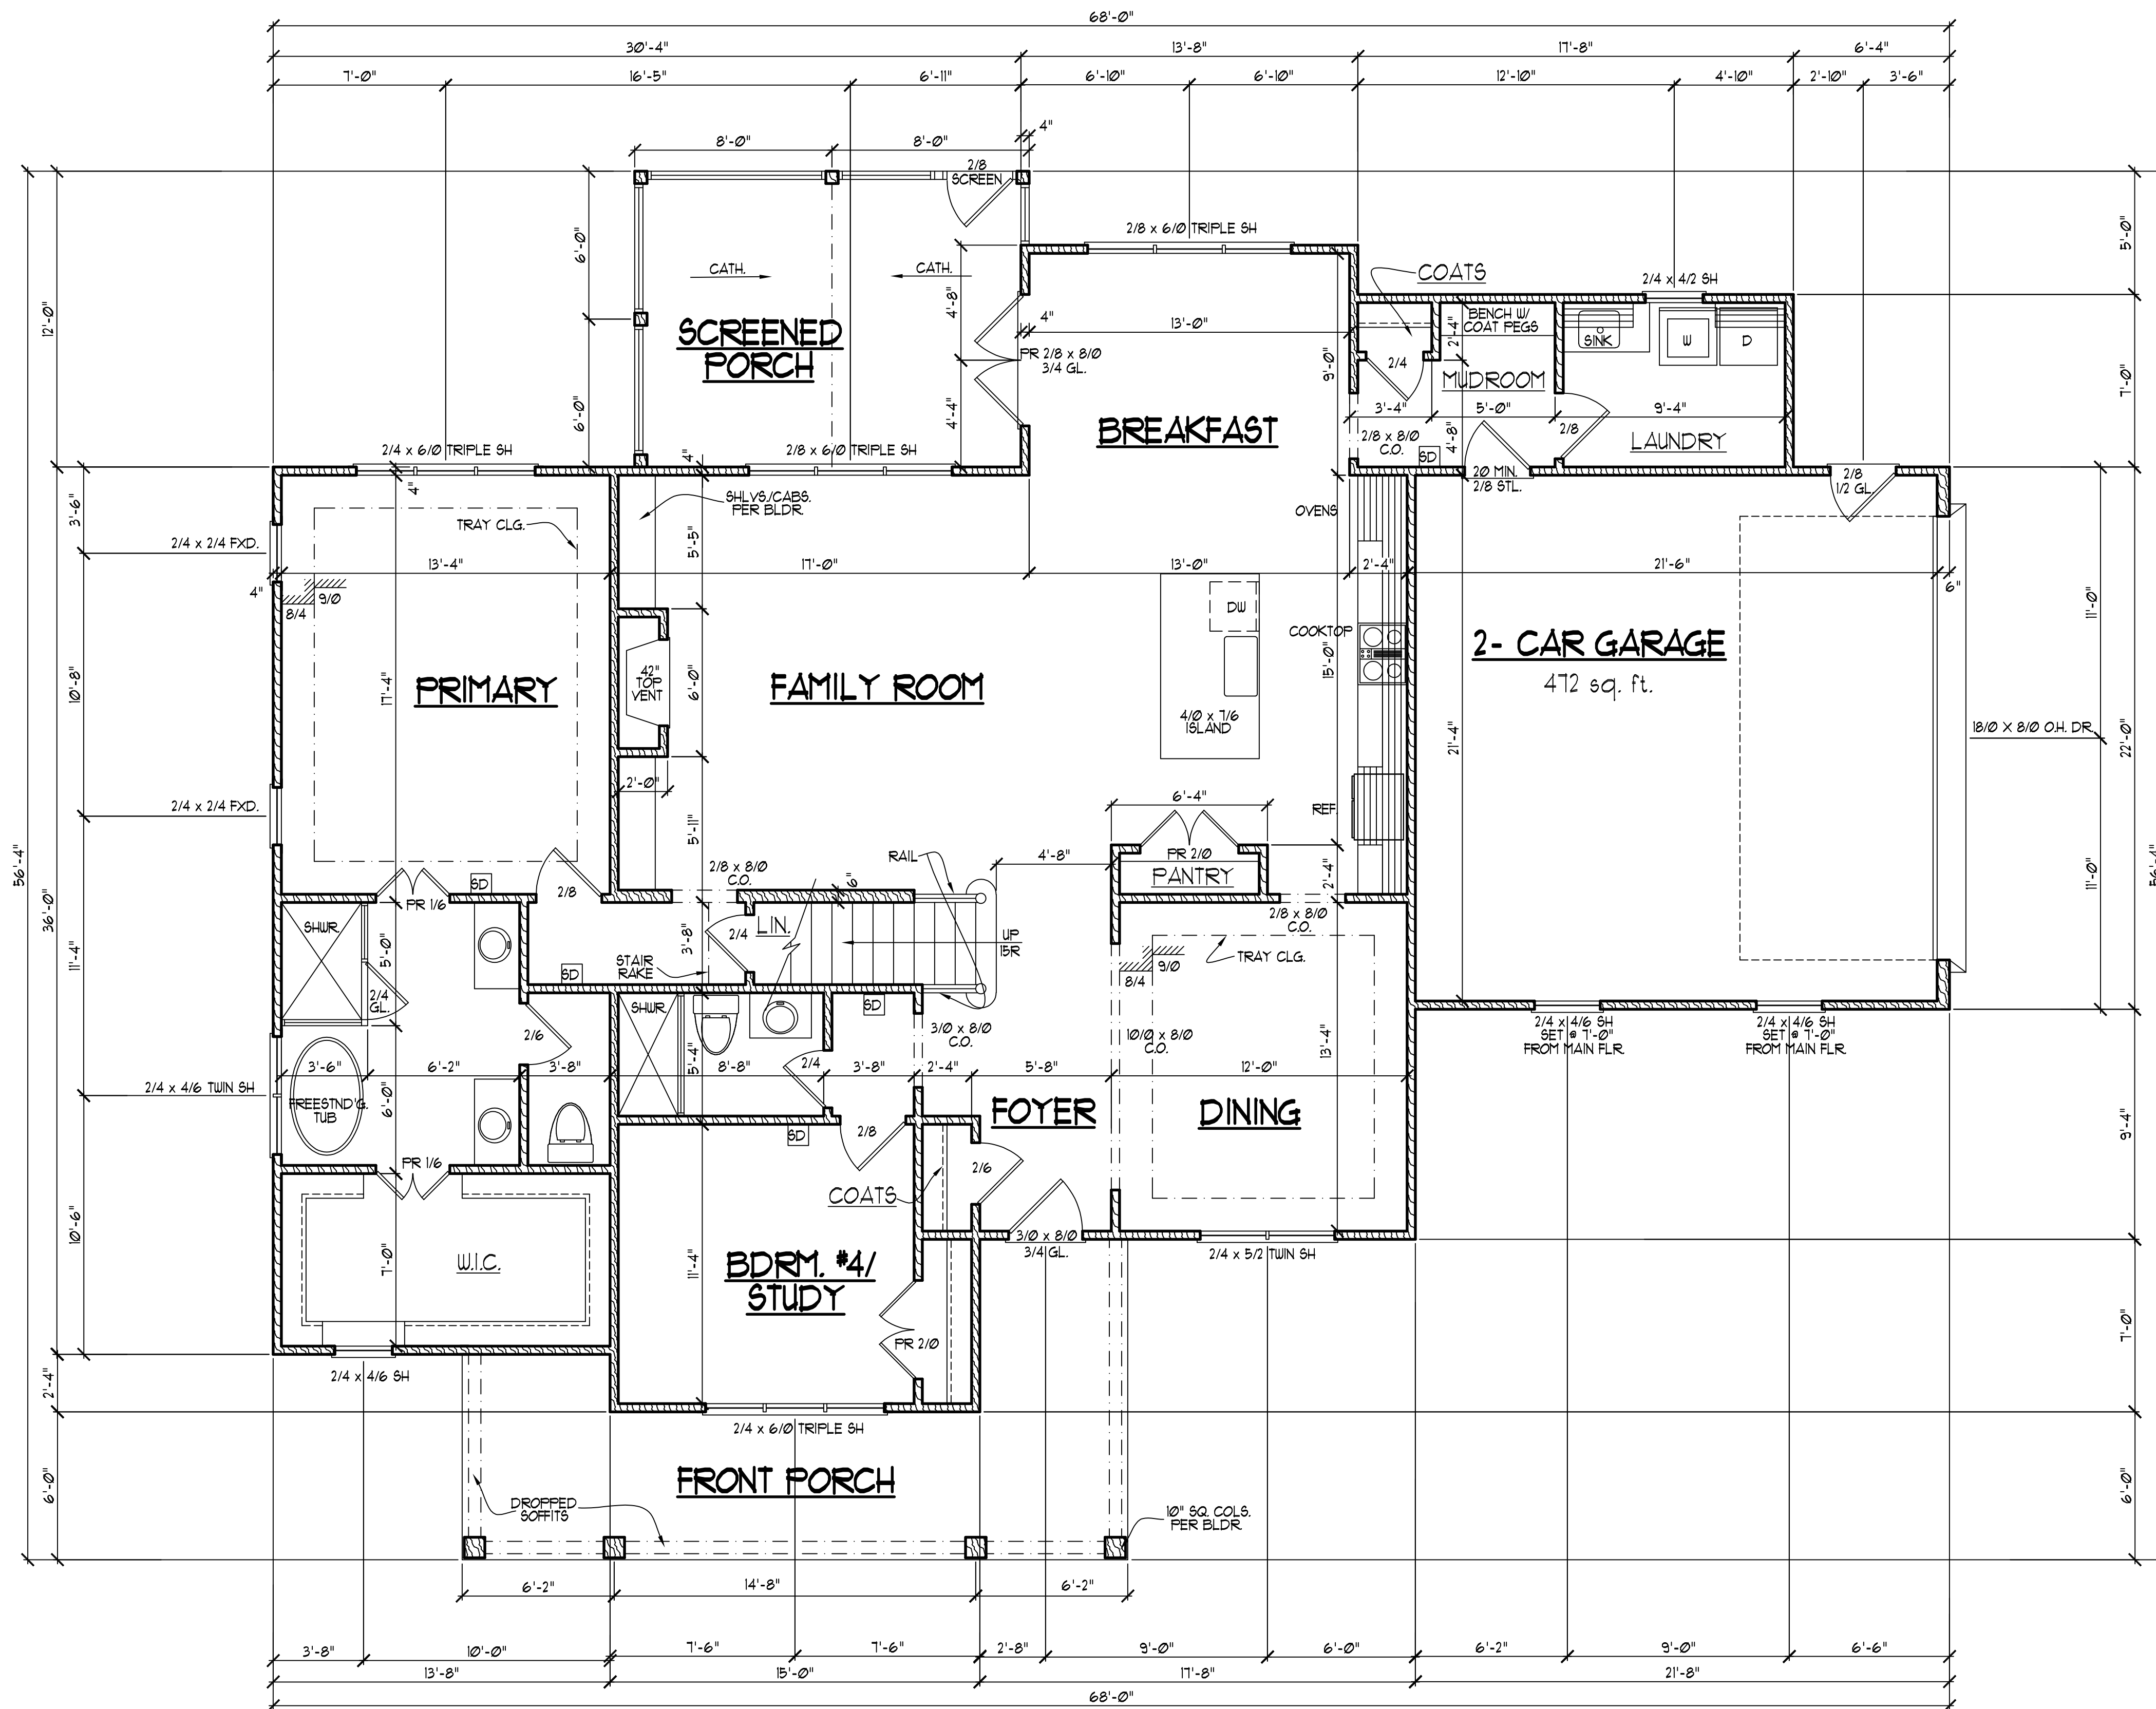 68'-0"
30'-4" 13'-8" 17'-8" 6'-4"
7'-0" 16'-5" 6'-11" 6'-10" 6'-10" 12'-10" 4'-10" 2'-10" 3'-6"
4"
8'-0" 8'-0"
2/8
SCREEN
2/8 x 6/0 TRIPLE SH
6'-0"
12'-0"
5'-0"
CATH. CATH.
COATS
2/4 x 4/2 SH
4'-8"
4"
13'-0"
BENCH W/
COAT PEGS
2'-4"
SINK W D
SCREENED
PORCH
PR 2/8 x 8/0
3/4 GL.
9'-0"
2/4
MUDROOM
7'-0"
6'-0"
4'-4"
3'-4" 5'-0" 9'-4"
BREAKFAST
2/8 x 8/0
C.O.
4'-8"
SD
2/8
LAUNDRY
2/4 x 6/0 TRIPLE SH
2/8 x 6/0 TRIPLE SH
4"
4"
20 MIN.
2/8 STL.
2/8
1/2 GL.
3'-6"
SHLVS./CABS.
PER BLDR.
TRAY CLG.
OVENS
2/4 x 2/4 FXD.
5'-5"
13'-4" 17'-0" 13'-0" 2'-4" 21'-6"
4"
6"
9/0
8/4
DW
11'-0"
COOKTOP
15'-0"
2- CAR GARAGE
472 sq. ft.
10'-8"
17'-4"
PRIMARY
42"
TOP
VENT
6'-0"
FAMILY ROOM
4/0 x 7/6
ISLAND
21'-4"
18/0 X 8/0 O.H. DR.
22'-0"
2'-0"
2/4 x 2/4 FXD.
6'-4"
REF.
5'-11"
56'-4"
36'-0"
11'-0"
56'-4"
2/8 x 8/0
C.O.
RAIL
4'-8"
PR 2/0
PANTRY
2'-4"
SD
2/8
6"
PR 1/6
2/8 x 8/0
C.O.
SHWR.
5'-0"
11'-4"
3'-8"
2/4
LIN.
UP
15R
STAIR
RAKE
SD
TRAY CLG.
9/0
8/4
2/4
GL.
SHWR.
SD
2/6
3/0 x 8/0
C.O.
10/0 x 8/0
C.O.
13'-4"
2/4 x 4/6 SH
SET @ 7'-0"
FROM MAIN FLR.
2/4 x 4/6 SH
SET @ 7'-0"
FROM MAIN FLR.
3'-6" 6'-2" 3'-8" 5'-4" 8'-8" 2/4 3'-8" 2'-4" 5'-8" 12'-0"
2/4 x 4/6 TWIN SH
FREESTND'G.
TUB
6'-0"
FOYER
DINING
9'-4"
SD
2/8
PR 1/6
2/6
COATS
10'-6"
7'-0"
W.I.C.
11'-4"
BDRM. #4/
STUDY
3/0 x 8/0
3/4 GL.
2/4 x 5/2 TWIN SH
7'-0"
PR 2/0
2/4 x 4/6 SH
2'-4"
2/4 x 6/0 TRIPLE SH
FRONT PORCH
6'-0"
6'-0"
DROPPED
SOFFITS
10" SQ. COLS.
PER BLDR.
6'-2" 14'-8" 6'-2"
3'-8" 10'-0" 7'-6" 7'-6" 2'-8" 9'-0" 6'-0" 6'-2" 9'-0" 6'-6"
13'-8" 15'-0" 17'-8" 21'-8"
68'-0"